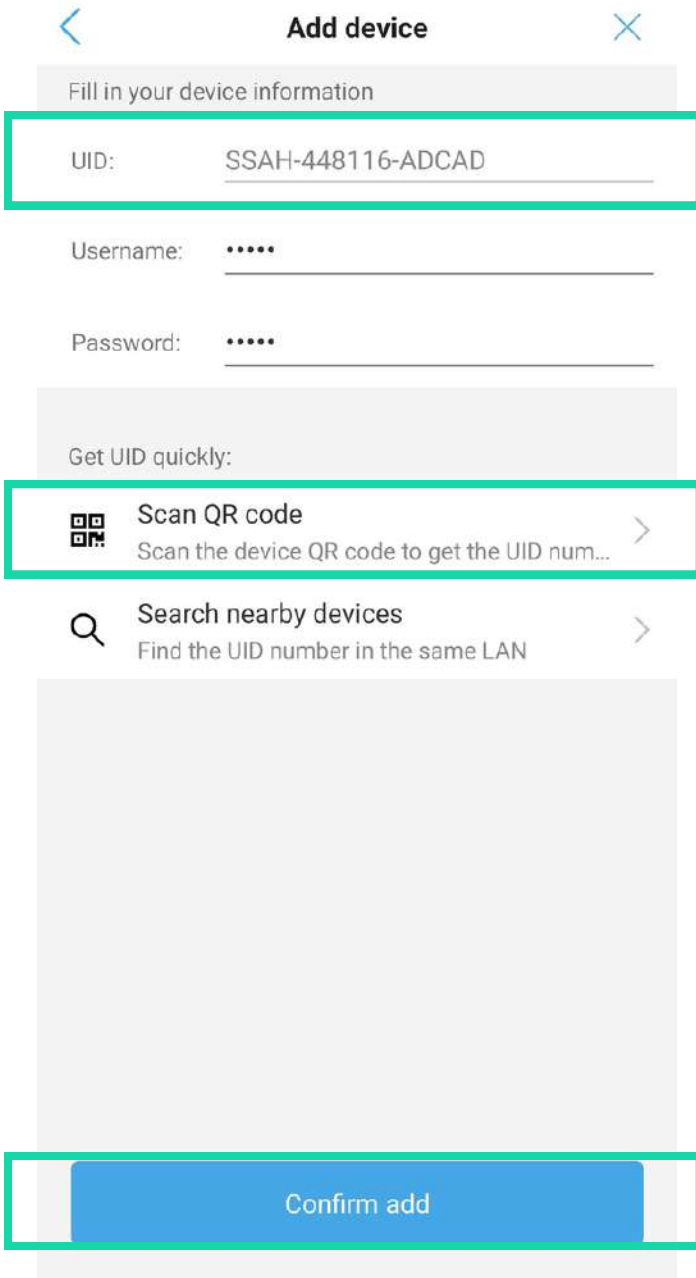 Add device
Fill in your device information
UID: SSAH-448116-ADCAD
Username: •••••
Password: •••••
Get UID quickly:
Scan QR code
Scan the device QR code to get the UID num...
Search nearby devices
Find the UID number in the same LAN
Confirm add